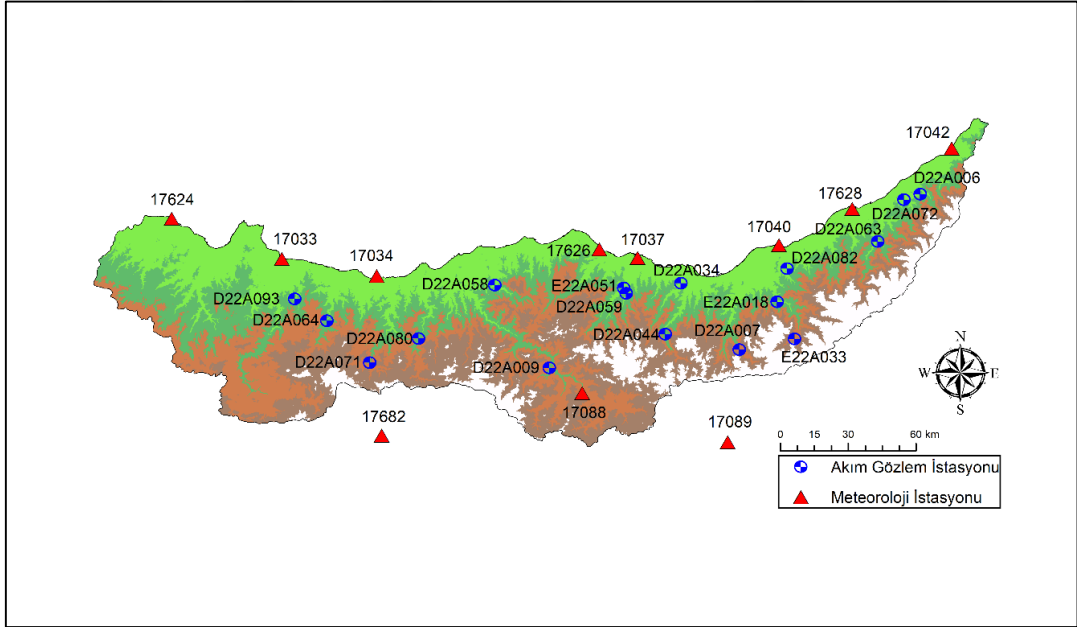 17042
D22A006
17624
17628
D22A072
D22A063
17033
17040
17626
17037
D22A082
17034
D22A034
D22A058
E22A051
D22A093
D22A059
E22A018
D22A064
D22A044
D22A007
D22A080
E22A033
D22A071
D22A009
N
W
E
S
17088
17682
17089
0 15 30 60 km
Akım Gözlem İstasyonu
Meteoroloji İstasyonu